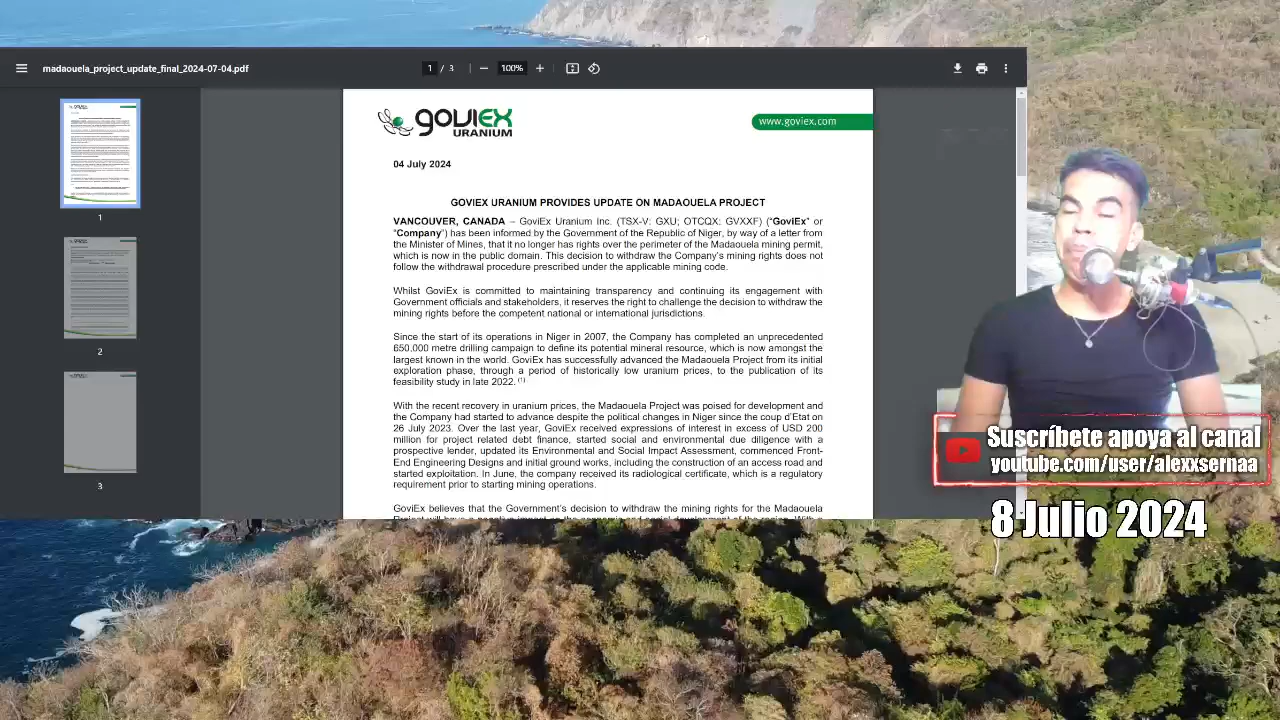 madaouela_project_update_final_2024-07-04.pdf
1 / 3
100%
1
2
3
GOVIEX
URANIUM
www.goviex.com
04 July 2024
GOVIEX URANIUM PROVIDES UPDATE ON MADAOUELA PROJECT
VANCOUVER, CANADA – GoviEx Uranium Inc. (TSX-V: GXU; OTCQX: GVXXF) (“GoviEx” or
“Company”) has been informed by the Government of the Republic of Niger, by way of a letter from
the Minister of Mines, that it no longer has rights over the perimeter of the Madaouela mining permit,
which is now in the public domain. This decision to withdraw the Company’s mining rights does not
follow the withdrawal procedure prescribed under the applicable mining code.
Whilst GoviEx is committed to maintaining transparency and continuing its engagement with
Government officials and stakeholders, it reserves the right to challenge the decision to withdraw the
mining rights before the competent national or international jurisdictions.
Since the start of its operations in Niger in 2007, the Company has completed an unprecedented
650,000 metre drilling campaign to define its potential mineral resource, which is now amongst the
largest known in the world. GoviEx has successfully advanced the Madaouela Project from its initial
exploration phase, through a period of historically low uranium prices, to the publication of its
feasibility study in late 2022. (1)
With the recent recovery in uranium prices, the Madaouela Project was poised for development and
the Company had started to advance despite the political changes in Niger since the coup d’Etat on
26 July 2023. Over the last year, GoviEx received expressions of interest in excess of USD 200
million for project related debt finance, started social and environmental due diligence with a
prospective lender, updated its Environmental and Social Impact Assessment, commenced Front-
End Engineering Designs and initial ground works, including the construction of an access road and
started exploitation. In June, the company received its radiological certificate, which is a regulatory
requirement prior to starting mining operations.
GoviEx believes that the Government’s decision to withdraw the mining rights for the Madaouela
Suscríbete apoya al canal
youtube.com/user/alexxsernaa
8 Julio 2024